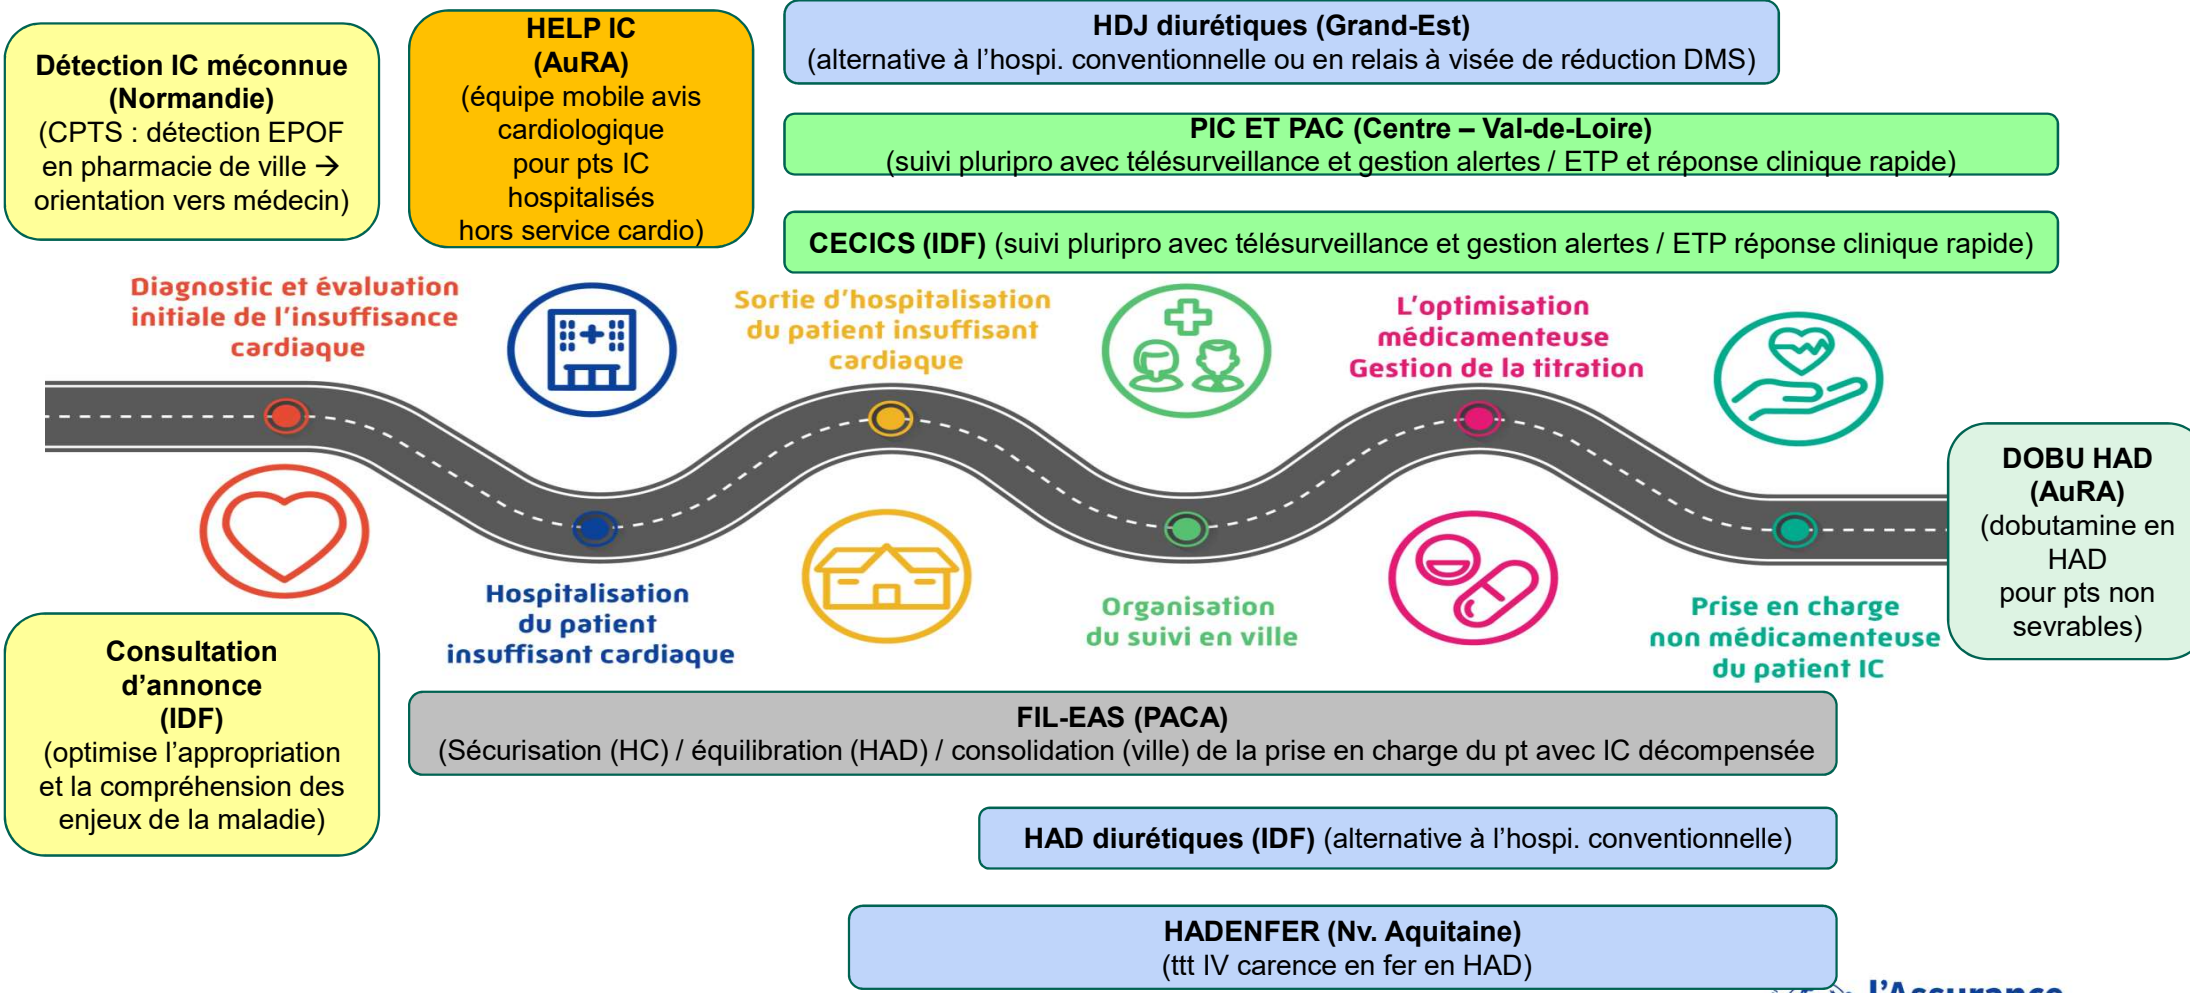 Détection IC méconnue
(Normandie)
(CPTS : détection EPOF
en pharmacie de ville →
orientation vers médecin)
HELP IC
(AuRA)
(équipe mobile avis
cardiologique
pour pts IC
hospitalisés
hors service cardio)
HDJ diurétiques (Grand-Est)
(alternative à l’hospi. conventionnelle ou en relais à visée de réduction DMS)
PIC ET PAC (Centre – Val-de-Loire)
(suivi pluripro avec télésurveillance et gestion alertes / ETP et réponse clinique rapide)
CECICS (IDF) (suivi pluripro avec télésurveillance et gestion alertes / ETP réponse clinique rapide)
Diagnostic et évaluation
initiale de l’insuffisance
cardiaque
Sortie d’hospitalisation
du patient insuffisant
cardiaque
L’optimisation
médicamenteuse
Gestion de la titration
Hospitalisation
du patient
insuffisant cardiaque
Organisation
du suivi en ville
Prise en charge
non médicamenteuse
du patient IC
DOBU HAD
(AuRA)
(dobutamine en
HAD
pour pts non
sevrables)
Consultation
d’annonce
(IDF)
(optimise l’appropriation
et la compréhension des
enjeux de la maladie)
FIL-EAS (PACA)
(Sécurisation (HC) / équilibration (HAD) / consolidation (ville) de la prise en charge du pt avec IC décompensée
HAD diurétiques (IDF) (alternative à l’hospi. conventionnelle)
HADENFER (Nv. Aquitaine)
(ttt IV carence en fer en HAD)
l’Assurance